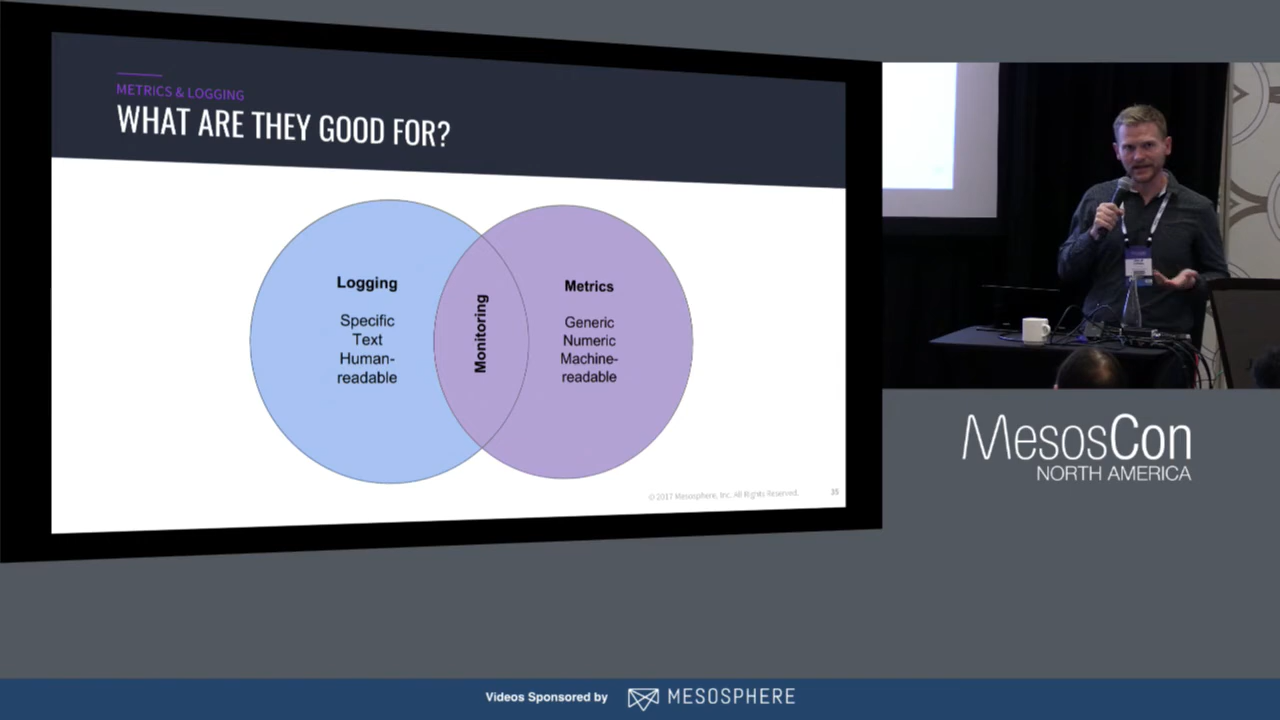 METRICS & LOGGING
WHAT ARE THEY GOOD FOR?
Logging
Specific
Text
Human-
readable
Monitoring
Metrics
Generic
Numeric
Machine-
readable
© 2017 Mesosphere, Inc. All Rights Reserved.
35
MesosCon
NORTH AMERICA
Videos Sponsored by
MESOSPHERE